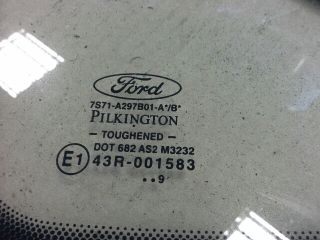 Ford
7S71-A297B01-A*/B*
PILKINGTON
— TOUGHENED —
DOT 682 AS2 M3232
E1 43R-001583
..9